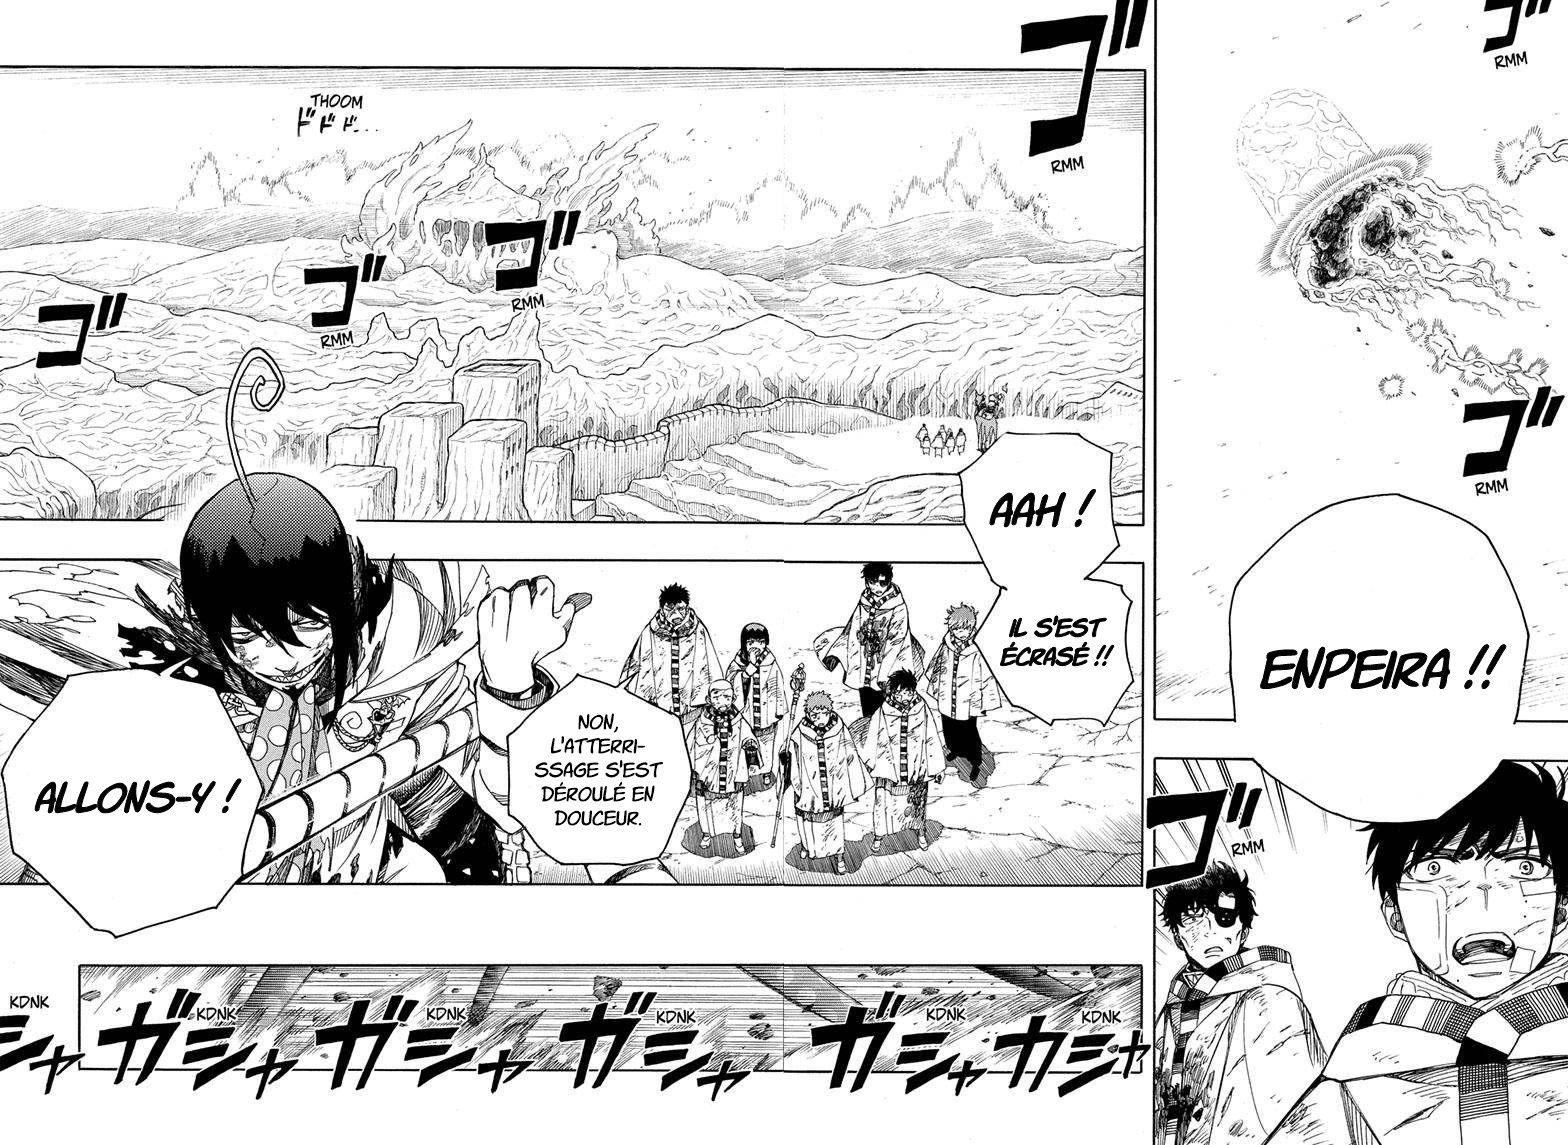 ゴ
RMM
ゴ
RMM
ENPEIRA !!
ゴ
RMM
ゴ
RMM
THOOM
ドドド...
ゴ
RMM
ゴ
RMM
ゴ
AAH !
IL S'EST
ÉCRASÉ !!
NON,
L'ATTERRI-
SSAGE S'EST
DÉROULÉ EN
DOUCEUR.
ALLONS-Y !
KDNK
KDNK
KDNK
KDNK
KDNK
KDNK
ガシャガシャガシャガシャガシャガシャ